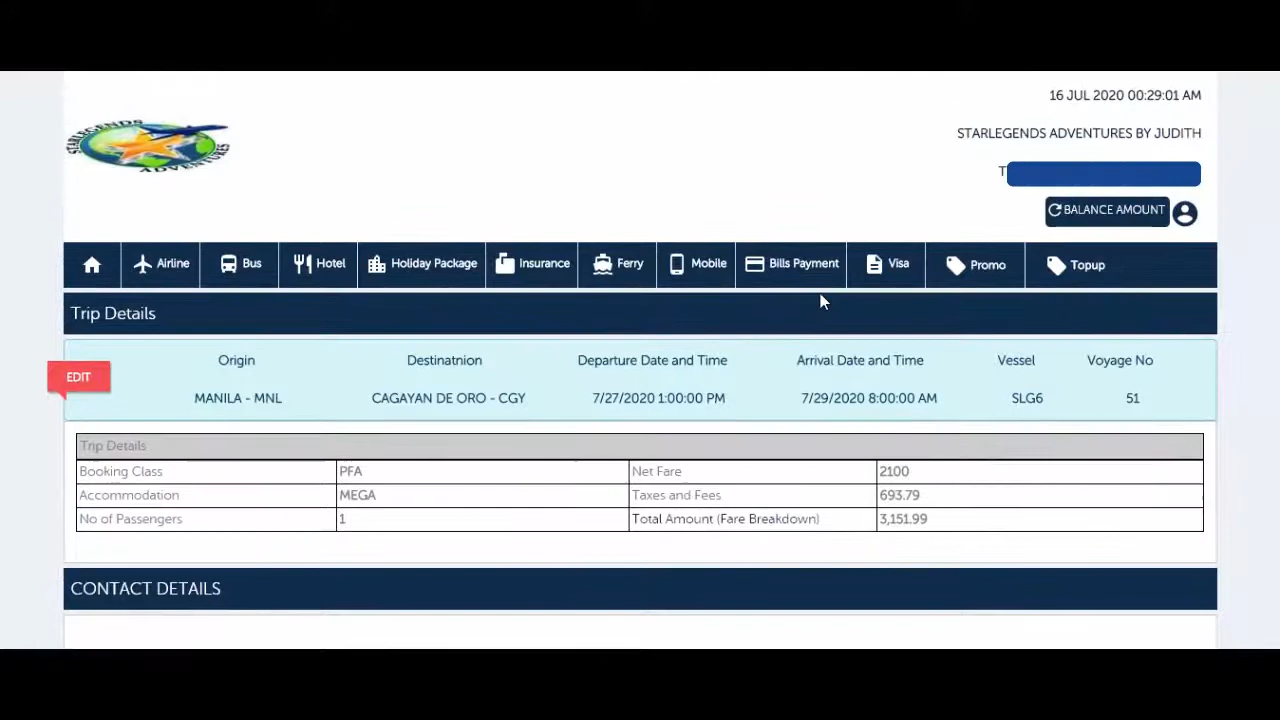 16 JUL 2020 00:29:01 AM
STARLEGENDS ADVENTURES
STARLEGENDS ADVENTURES BY JUDITH
T
BALANCE AMOUNT
Airline Bus Hotel Holiday Package Insurance Ferry Mobile Bills Payment Visa Promo Topup
Trip Details
Origin Destinatnion Departure Date and Time Arrival Date and Time Vessel Voyage No
EDIT
MANILA - MNL CAGAYAN DE ORO - CGY 7/27/2020 1:00:00 PM 7/29/2020 8:00:00 AM SLG6 51
Trip Details
Booking Class PFA Net Fare 2100
Accommodation MEGA Taxes and Fees 693.79
No of Passengers 1 Total Amount (Fare Breakdown) 3,151.99
CONTACT DETAILS